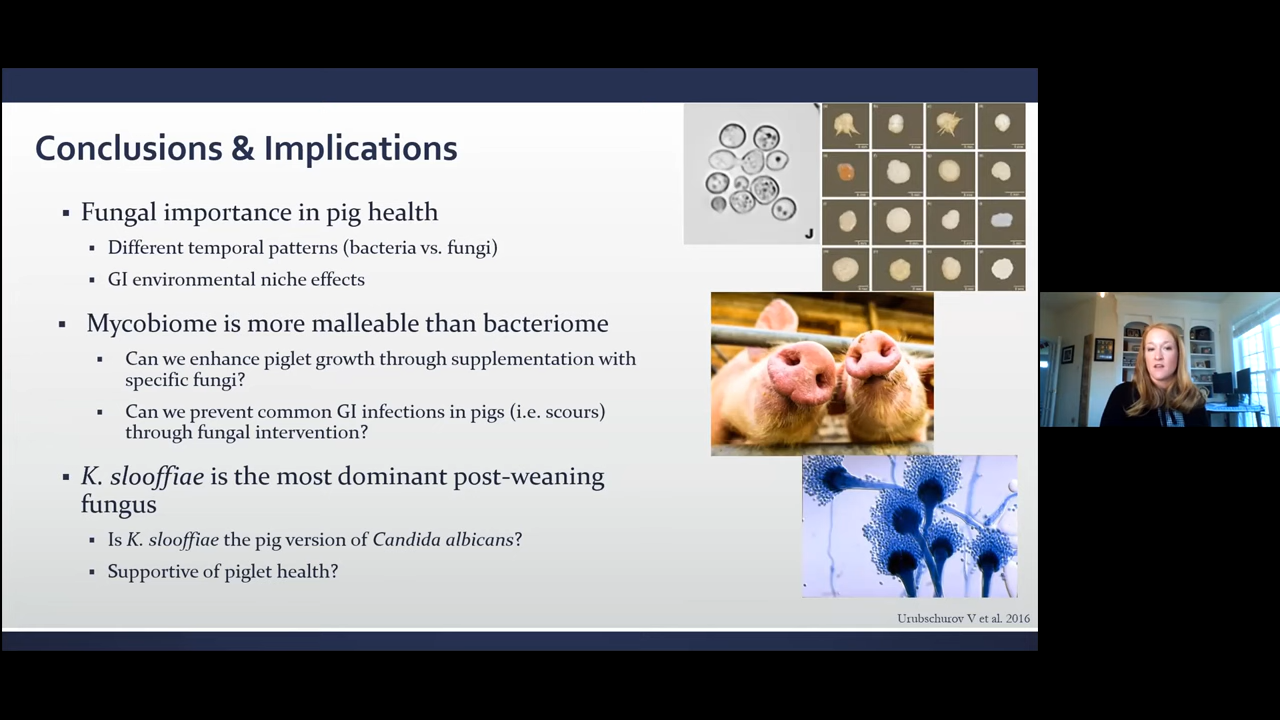 Conclusions & Implications
Fungal importance in pig health
Different temporal patterns (bacteria vs. fungi)
GI environmental niche effects
Mycobiome is more malleable than bacteriome
Can we enhance piglet growth through supplementation with
specific fungi?
Can we prevent common GI infections in pigs (i.e. scours)
through fungal intervention?
K. slooffiae is the most dominant post-weaning
fungus
Is K. slooffiae the pig version of Candida albicans?
Supportive of piglet health?
J
Urubschurov V et al. 2016